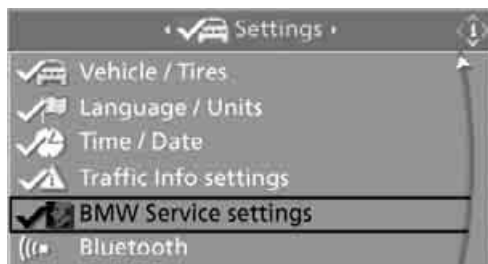 Settings
Vehicle / Tires
Language / Units
Time / Date
Traffic Info settings
BMW Service settings
Bluetooth